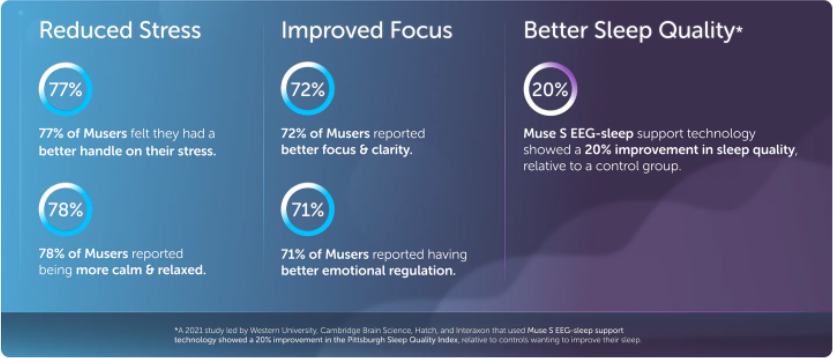 Reduced Stress
77%
77% of Musers felt they had a
better handle on their stress.
78%
78% of Musers reported
being more calm & relaxed.
Improved Focus
72%
72% of Musers reported
better focus & clarity.
71%
71% of Musers reported having
better emotional regulation.
Better Sleep Quality*
20%
Muse S EEG-sleep support technology
showed a 20% improvement in sleep quality,
relative to a control group.
*A 2021 study led by Western University, Cambridge Brain Science, Hatch, and Interaxon that used Muse S EEG-sleep support
technology showed a 20% improvement in the Pittsburgh Sleep Quality Index, relative to controls wanting to improve their sleep.